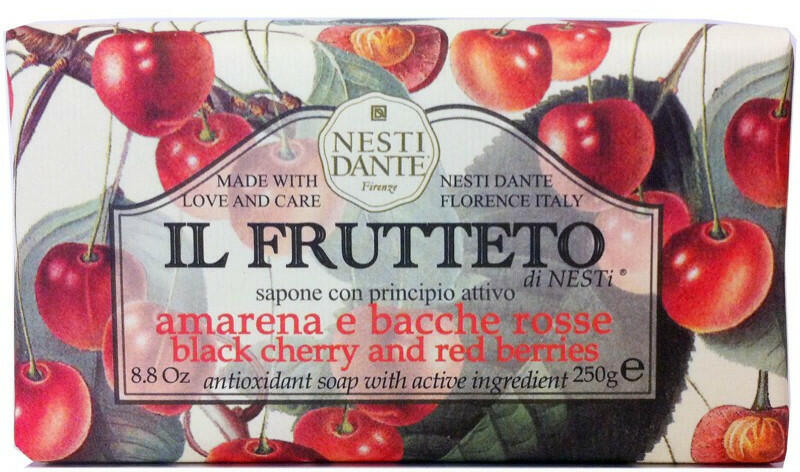 NESTI
DANTE
Firenze
MADE WITH
LOVE AND CARE
NESTI DANTE
FLORENCE ITALY
IL FRUTTETO
di NESTi ®
sapone con principio attivo
amarena e bacche rosse
black cherry and red berries
8.8 Oz
antioxidant soap with active ingredient
250g e